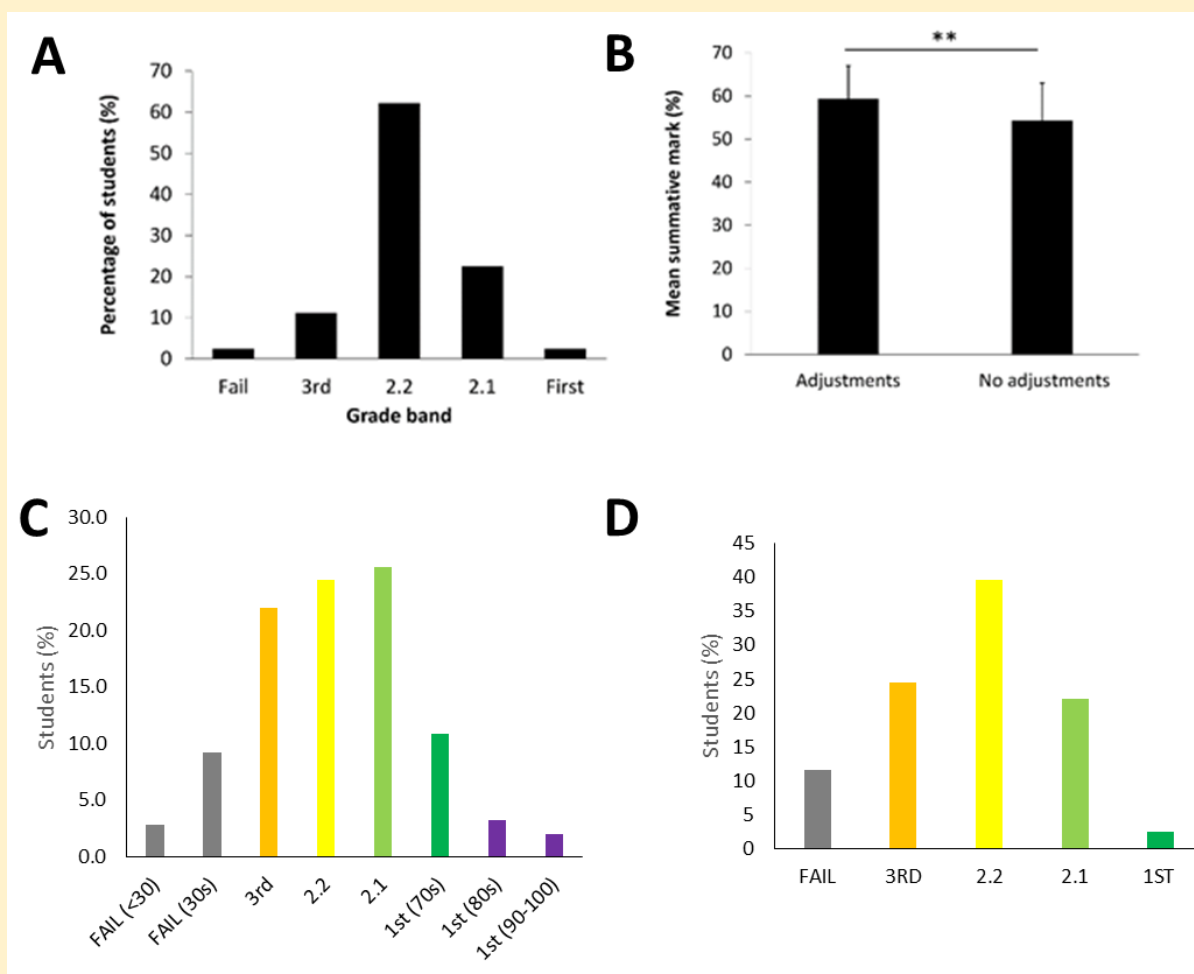 A
Percentage of students (%)
70
60
50
40
30
20
10
0
Fail 3rd 2.2 2.1 First
Grade band
B
**
Mean summative mark (%)
70
60
50
40
30
20
10
0
Adjustments No adjustments
C
Students (%)
30.0
25.0
20.0
15.0
10.0
5.0
0.0
FAIL (<30) FAIL (30s) 3rd 2.2 2.1 1st (70s) 1st (80s) 1st (90-100)
D
Students (%)
45
40
35
30
25
20
15
10
5
0
FAIL 3RD 2.2 2.1 1ST